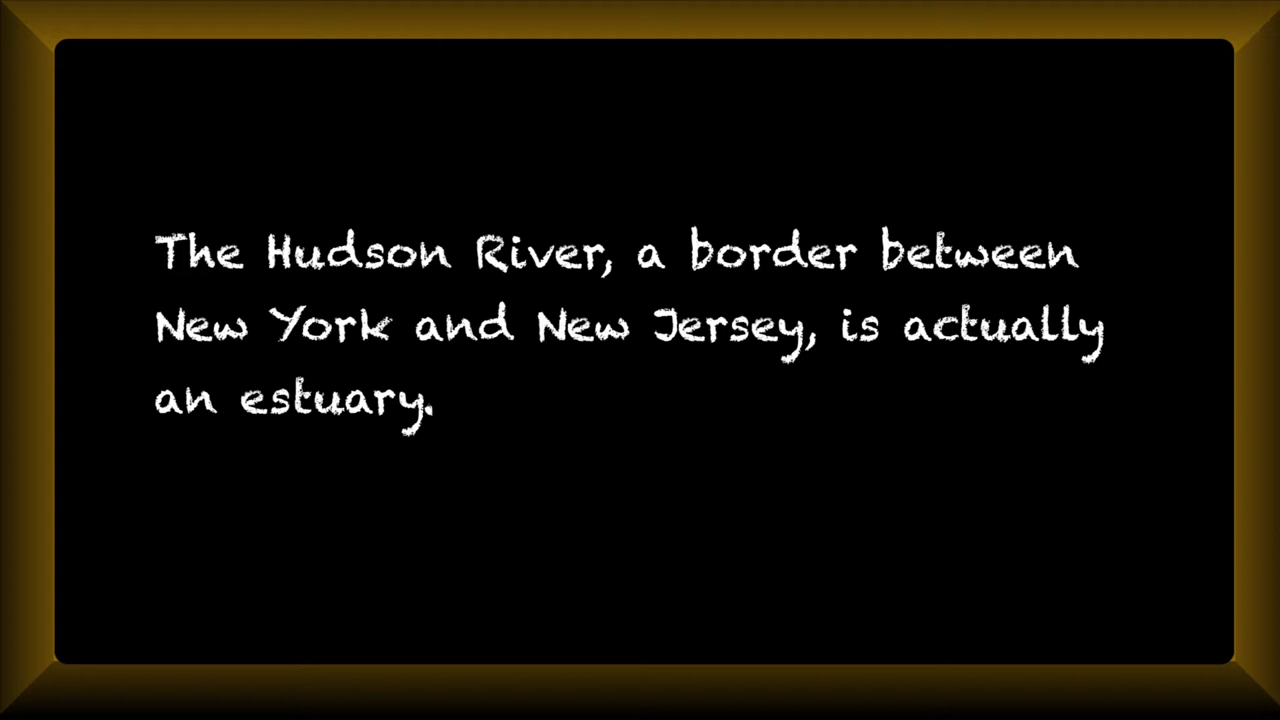 The Hudson River, a border between
New York and New Jersey, is actually
an estuary.